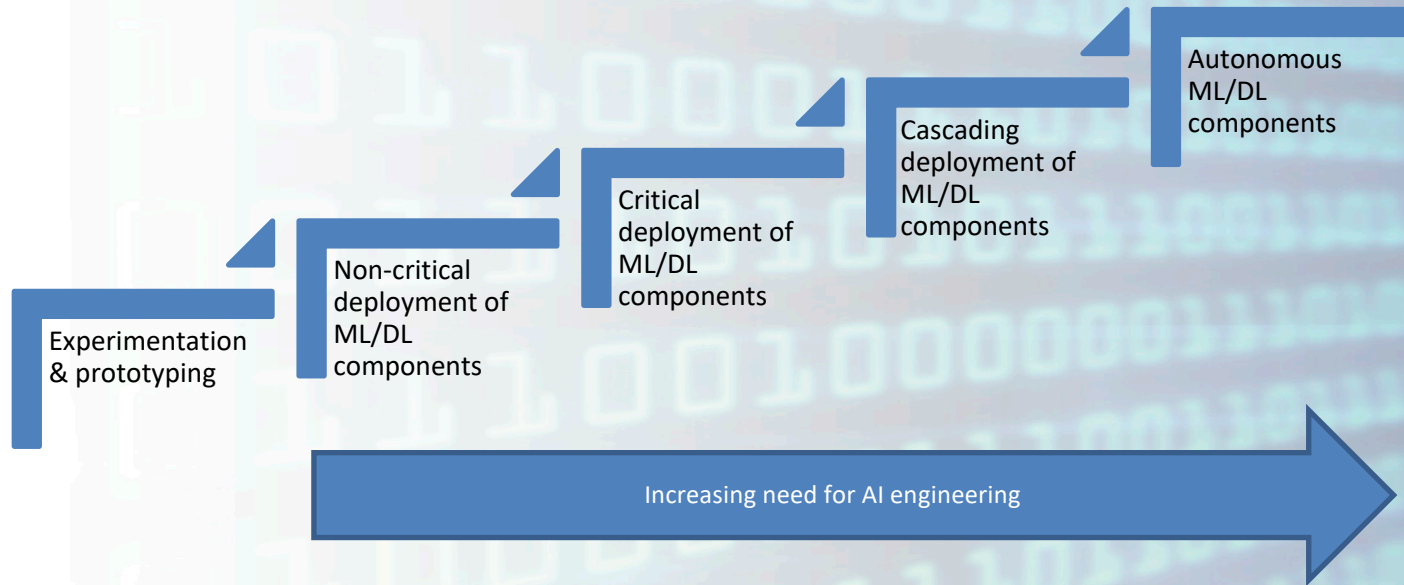 Experimentation
& prototyping
Non-critical
deployment of
ML/DL
components
Critical
deployment of
ML/DL
components
Cascading
deployment of
ML/DL
components
Autonomous
ML/DL
components
Increasing need for AI engineering